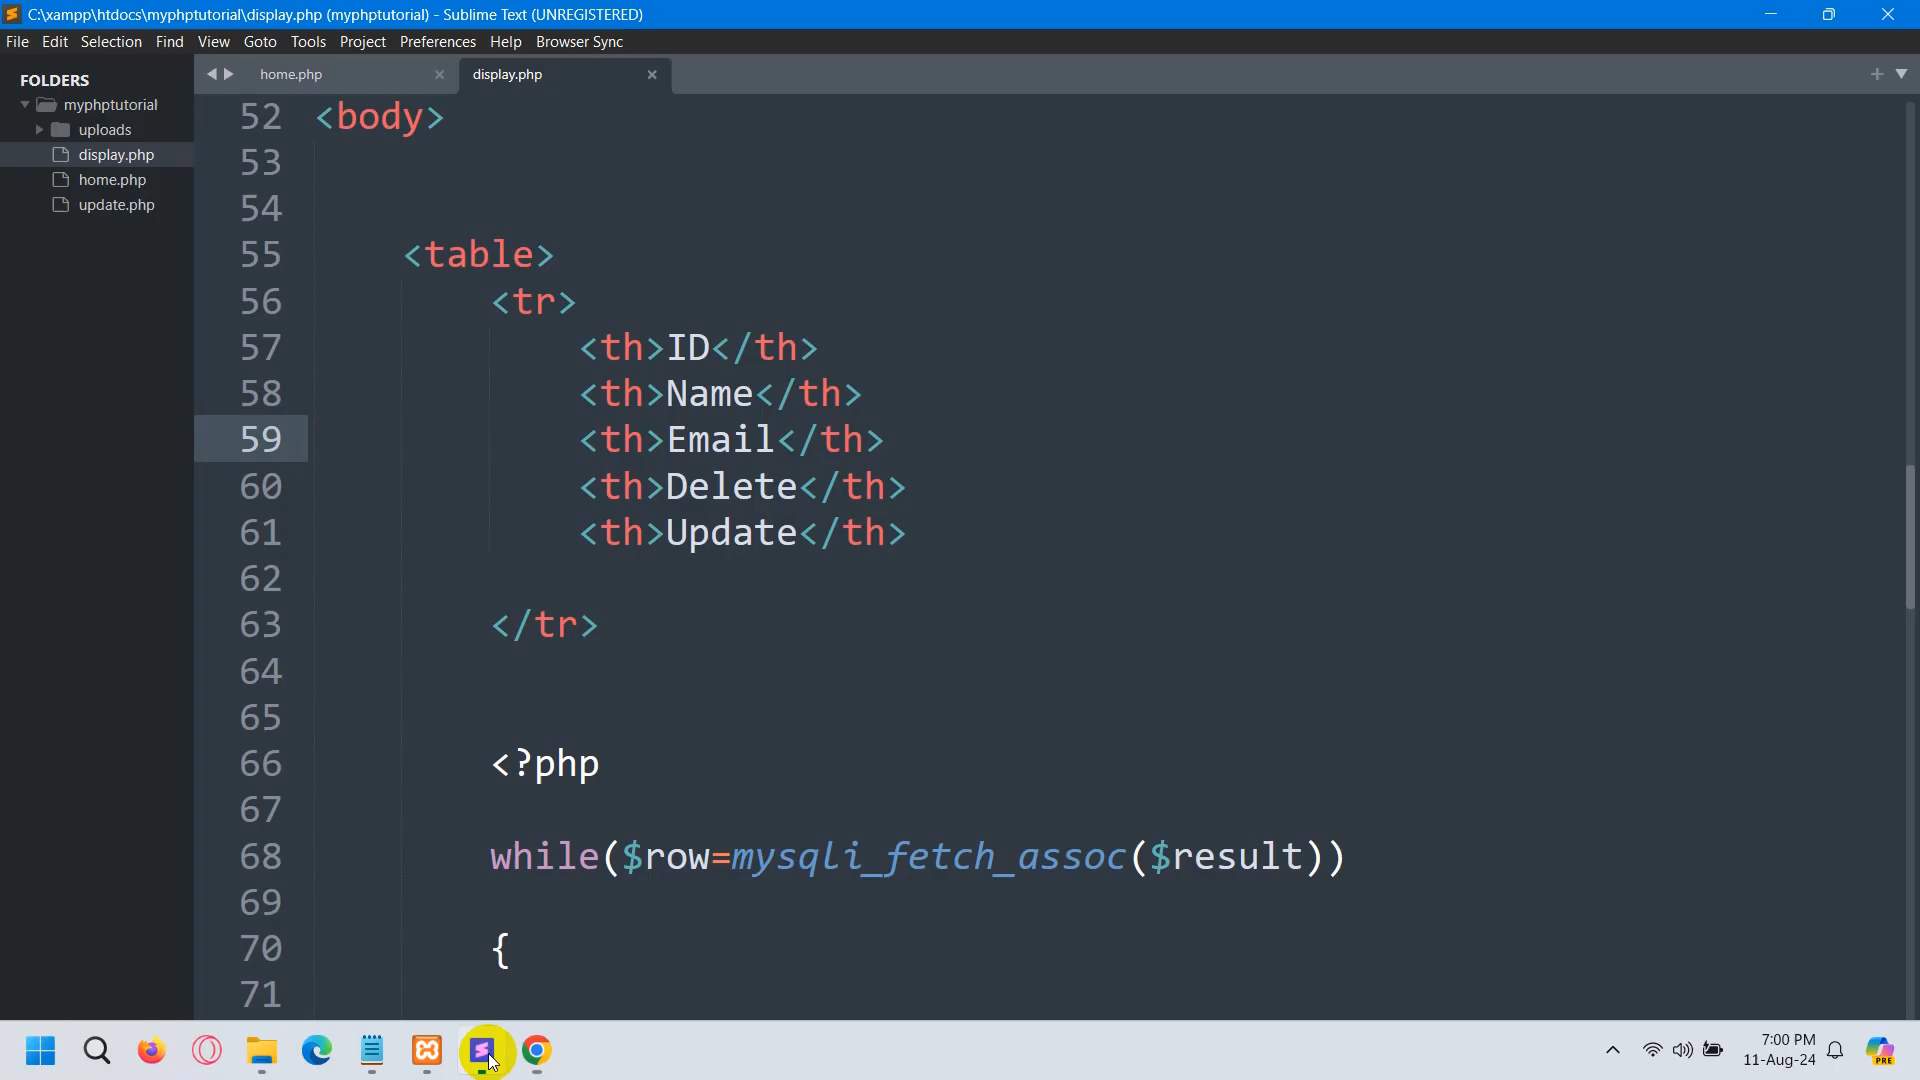 C:\xampp\htdocs\myphptutorial\display.php (myphptutorial) - Sublime Text (UNREGISTERED)
File Edit Selection Find View Goto Tools Project Preferences Help Browser Sync
FOLDERS
myphptutorial
uploads
display.php
home.php
update.php
home.php
display.php
52 <body>
53
54
55 <table>
56 <tr>
57 <th>ID</th>
58 <th>Name</th>
59 <th>Email</th>
60 <th>Delete</th>
61 <th>Update</th>
62
63 </tr>
64
65
66 <?php
67
68 while($row=mysqli_fetch_assoc($result))
69
70 {
71
7:00 PM
11-Aug-24
PRE